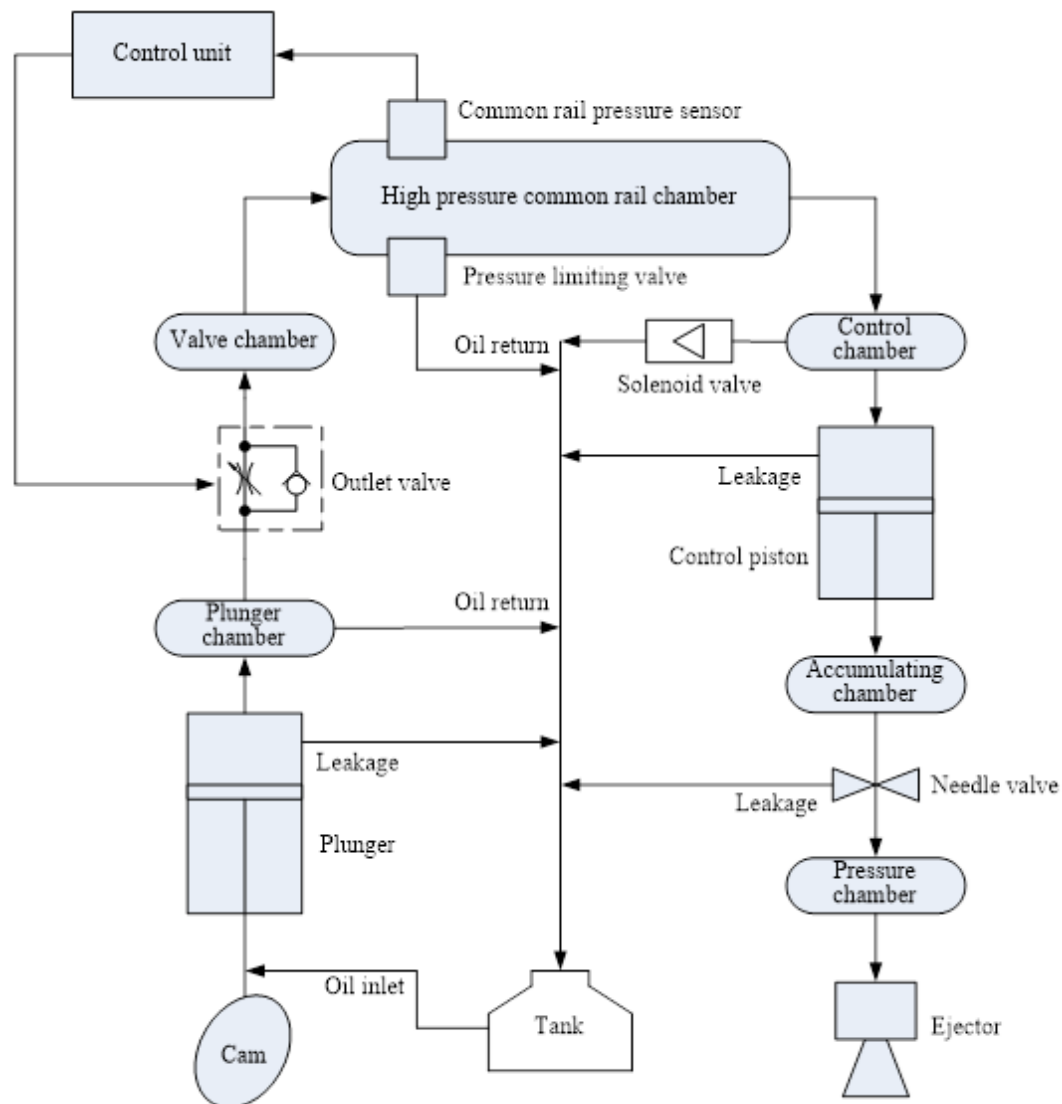 Control unit
Common rail pressure sensor
High pressure common rail chamber
Pressure limiting valve
Valve chamber
Oil return
Control
chamber
Solenoid valve
Outlet valve
Leakage
Control piston
Plunger
chamber
Oil return
Accumulating
chamber
Leakage
Leakage
Needle valve
Plunger
Pressure
chamber
Oil inlet
Tank
Ejector
Cam